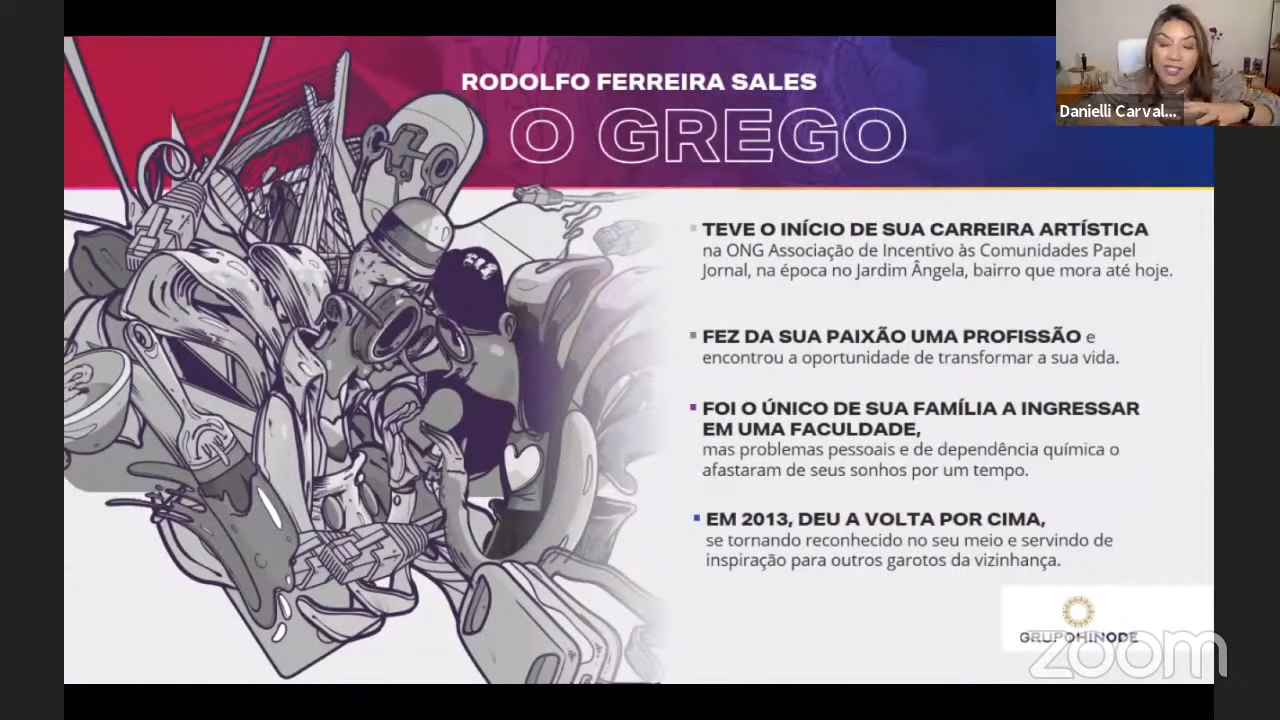 RODOLFO FERREIRA SALES
O GREGO
Danielli Carval...
TEVE O INÍCIO DE SUA CARREIRA ARTÍSTICA
na ONG Associação de Incentivo às Comunidades Papel
Jornal, na época no Jardim Ângela, bairro que mora até hoje.
FEZ DA SUA PAIXÃO UMA PROFISSÃO e
encontrou a oportunidade de transformar a sua vida.
FOI O ÚNICO DE SUA FAMÍLIA A INGRESSAR
EM UMA FACULDADE,
mas problemas pessoais e de dependência química o
afastaram de seus sonhos por um tempo.
EM 2013, DEU A VOLTA POR CIMA,
se tornando reconhecido no seu meio e servindo de
inspiração para outros garotos da vizinhança.
GRUPOHINODE
zoom